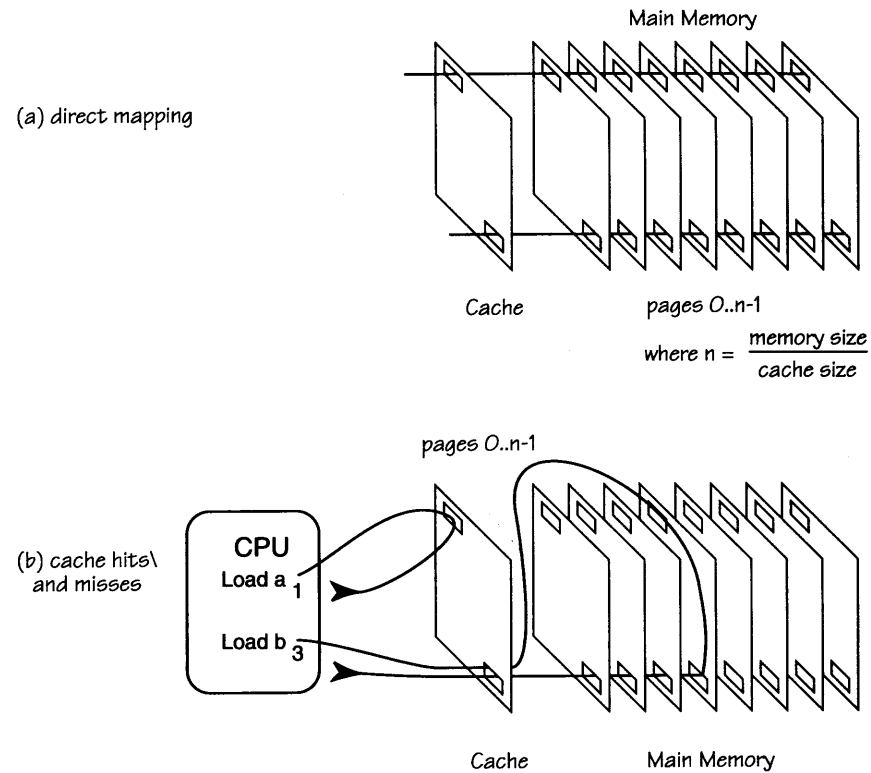 Main Memory
(a) direct mapping
Cache
pages 0..n-1
where n = memory size
cache size
pages 0..n-1
(b) cache hits\
and misses
CPU
Load a 1
Load b 3
Cache
Main Memory